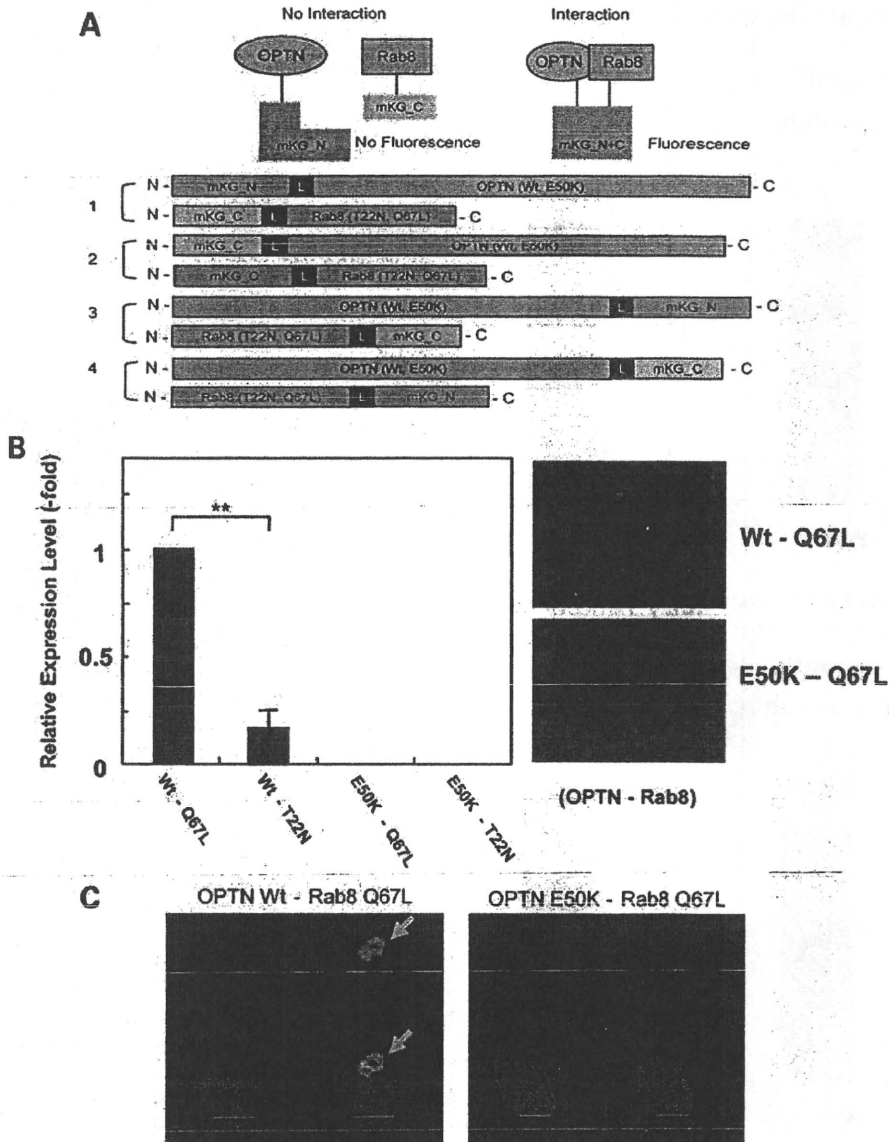 A
No Interaction
Interaction
OPTN
Rab8
OPTN
Rab8
mKG_C
mKG_N
No Fluorescence
mKG_N+C
Fluorescence
1
N - mKG_N L OPTN (Wt, E50K) - C
N - mKG_C L Rab8 (T22N, Q67L) - C
2
N - mKG_C L OPTN (Wt, E50K) - C
N - mKG_C L Rab8 (T22N, Q67L) - C
3
N - OPTN (Wt, E50K) L mKG_N - C
N - Rab8 (T22N, Q67L) L mKG_C - C
4
N - OPTN (Wt, E50K) L mKG_C - C
N - Rab8 (T22N, Q67L) L mKG_N - C
B
Relative Expression Level (-fold)
1
0.5
0
**
Wt - Q67L
Wt - T22N
E50K - Q67L
E50K - T22N
Wt - Q67L
E50K – Q67L
(OPTN - Rab8)
C
OPTN Wt - Rab8 Q67L
OPTN E50K - Rab8 Q67L